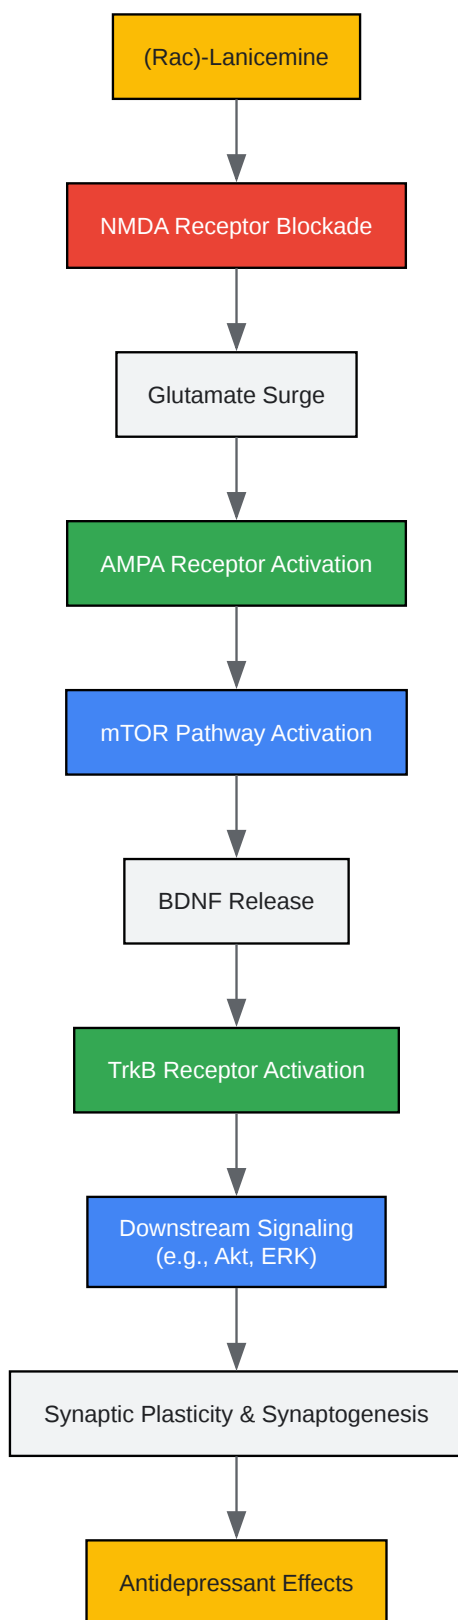 (Rac)-Lanicemine
NMDA Receptor Blockade
Glutamate Surge
AMPA Receptor Activation
mTOR Pathway Activation
BDNF Release
TrkB Receptor Activation
Downstream Signaling
(e.g., Akt, ERK)
Synaptic Plasticity & Synaptogenesis
Antidepressant Effects